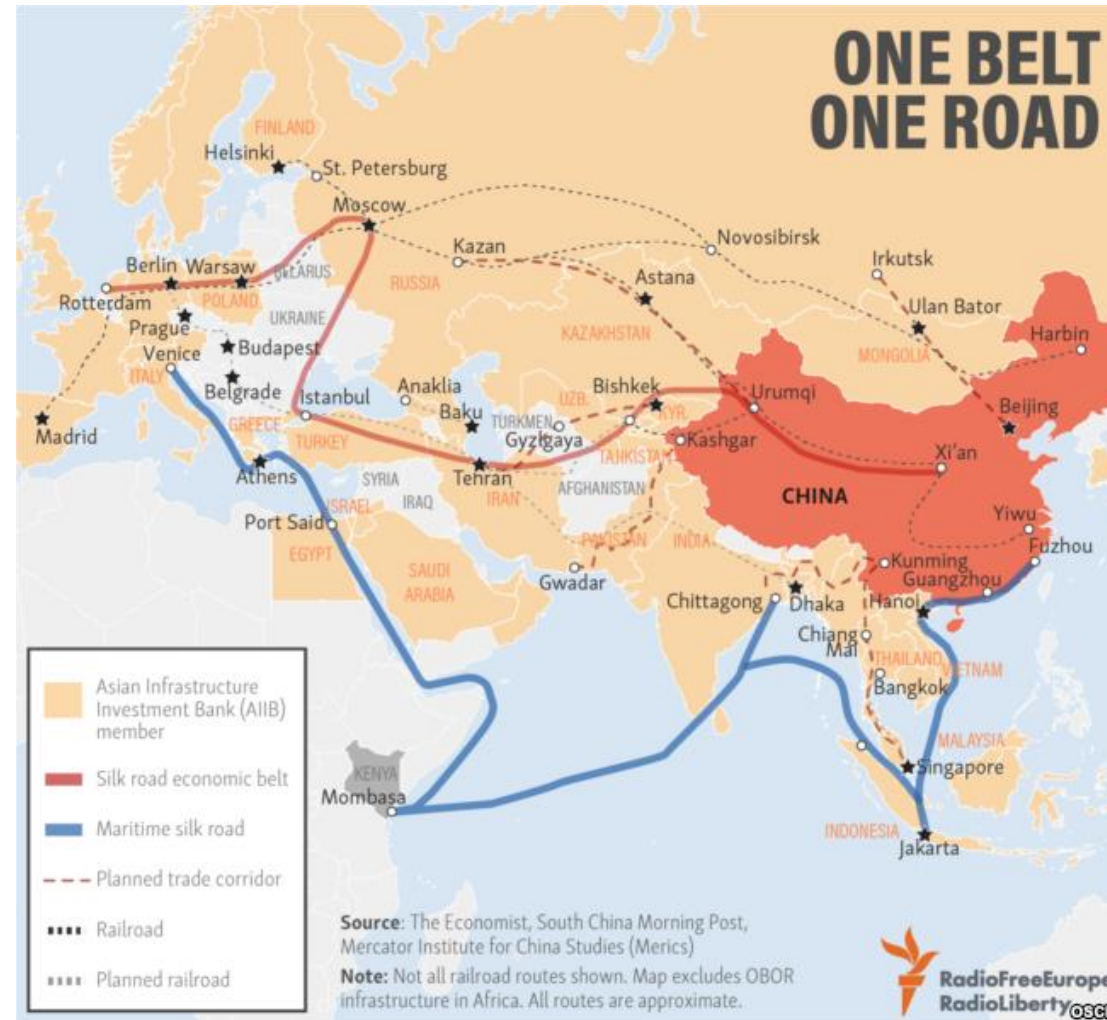 ONE BELT
ONE ROAD
FINLAND
Helsinki
St. Petersburg
Moscow
Kazan
Novosibirsk
Irkutsk
Berlin
Warsaw
BELARUS
RUSSIA
Astana
Rotterdam
POLAND
Ulan Bator
Harbin
Prague
UKRAINE
KAZAKHSTAN
MONGOLIA
Venice
Budapest
ITALY
Belgrade
Istanbul
Anaklia
Bishkek
UZB.
KYR.
Urumqi
Beijing
Madrid
GREECE
TURKEY
Baku
TURKMEN.
Gyzlgaya
Kashgar
TAHKISTAN
Xi'an
Athens
Tehran
SYRIA
IRAN
AFGHANISTAN
CHINA
IRAQ
ISRAEL
Port Said
EGYPT
PAKISTAN
INDIA
Yiwu
Fuzhou
SAUDI
ARABIA
Gwadar
Kunming
Guangzhou
Chittagong
Dhaka
Hanoi
Chiang
Mai
THAILAND
VIETNAM
Bangkok
MALAYSIA
Singapore
KENYA
Mombasa
INDONESIA
Jakarta
Asian Infrastructure
Investment Bank (AIIB)
member
Silk road economic belt
Maritime silk road
Planned trade corridor
Railroad
Planned railroad
Source: The Economist, South China Morning Post,
Mercator Institute for China Studies (Merics)
Note: Not all railroad routes shown. Map excludes OBOR
infrastructure in Africa. All routes are approximate.
RadioFreeEurope
RadioLiberty